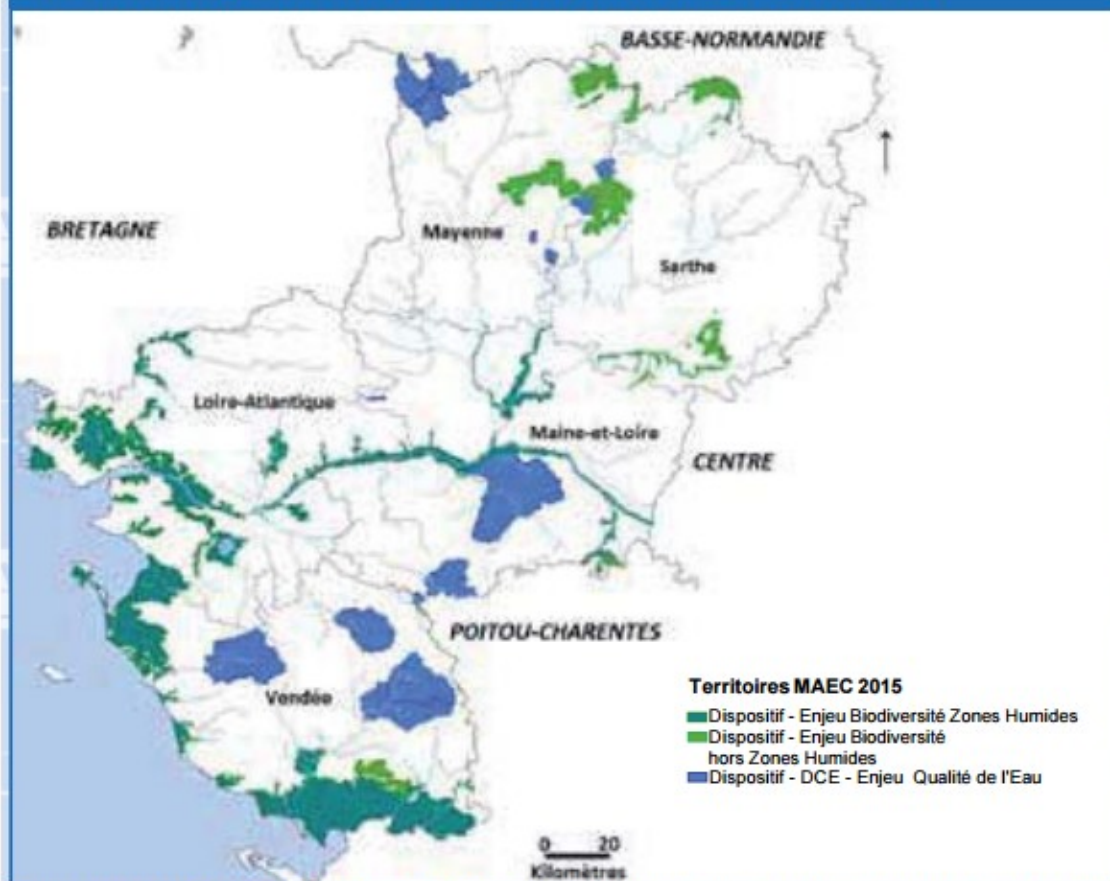 BASSE-NORMANDIE
BRETAGNE
Mayenne
Sarthe
Loire-Atlantique
Maine-et-Loire
CENTRE
POITOU-CHARENTES
Vendée
Territoires MAEC 2015
Dispositif - Enjeu Biodiversité Zones Humides
Dispositif - Enjeu Biodiversité
hors Zones Humides
Dispositif - DCE - Enjeu Qualité de l'Eau
0 20
Kilomètres